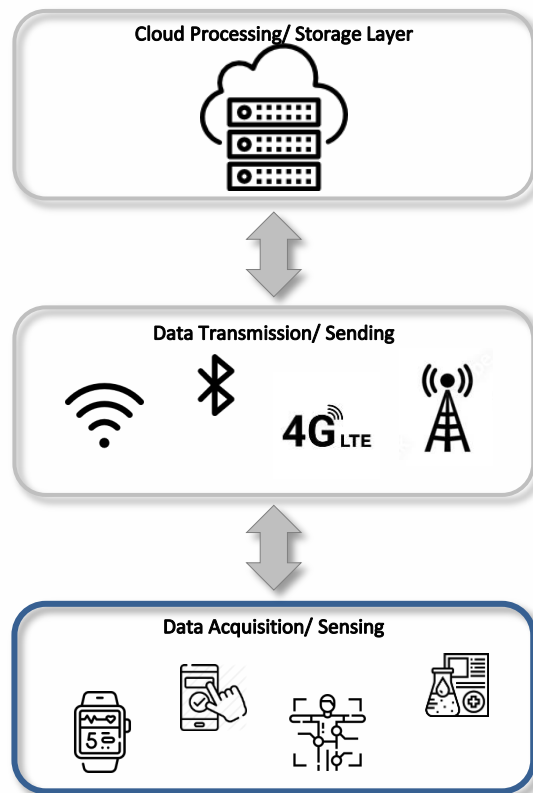 Cloud Processing/ Storage Layer
Data Transmission/ Sending
4G LTE
Data Acquisition/ Sensing
5